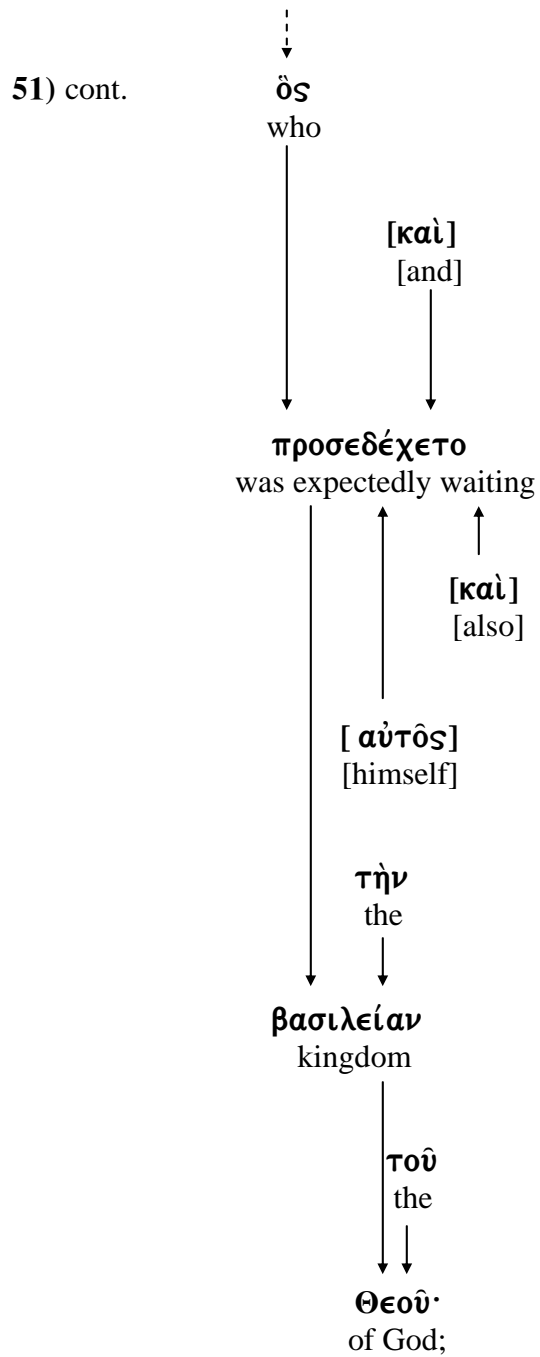 51) cont. ὃς
who
[καὶ]
[and]
προσεδέχετο
was expectedly waiting
[καὶ]
[also]
[ αὐτο̑ς]
[himself]
τὴν
the
βασιλείαν
kingdom
τοῦ
the
Θεοῦ·
of God;